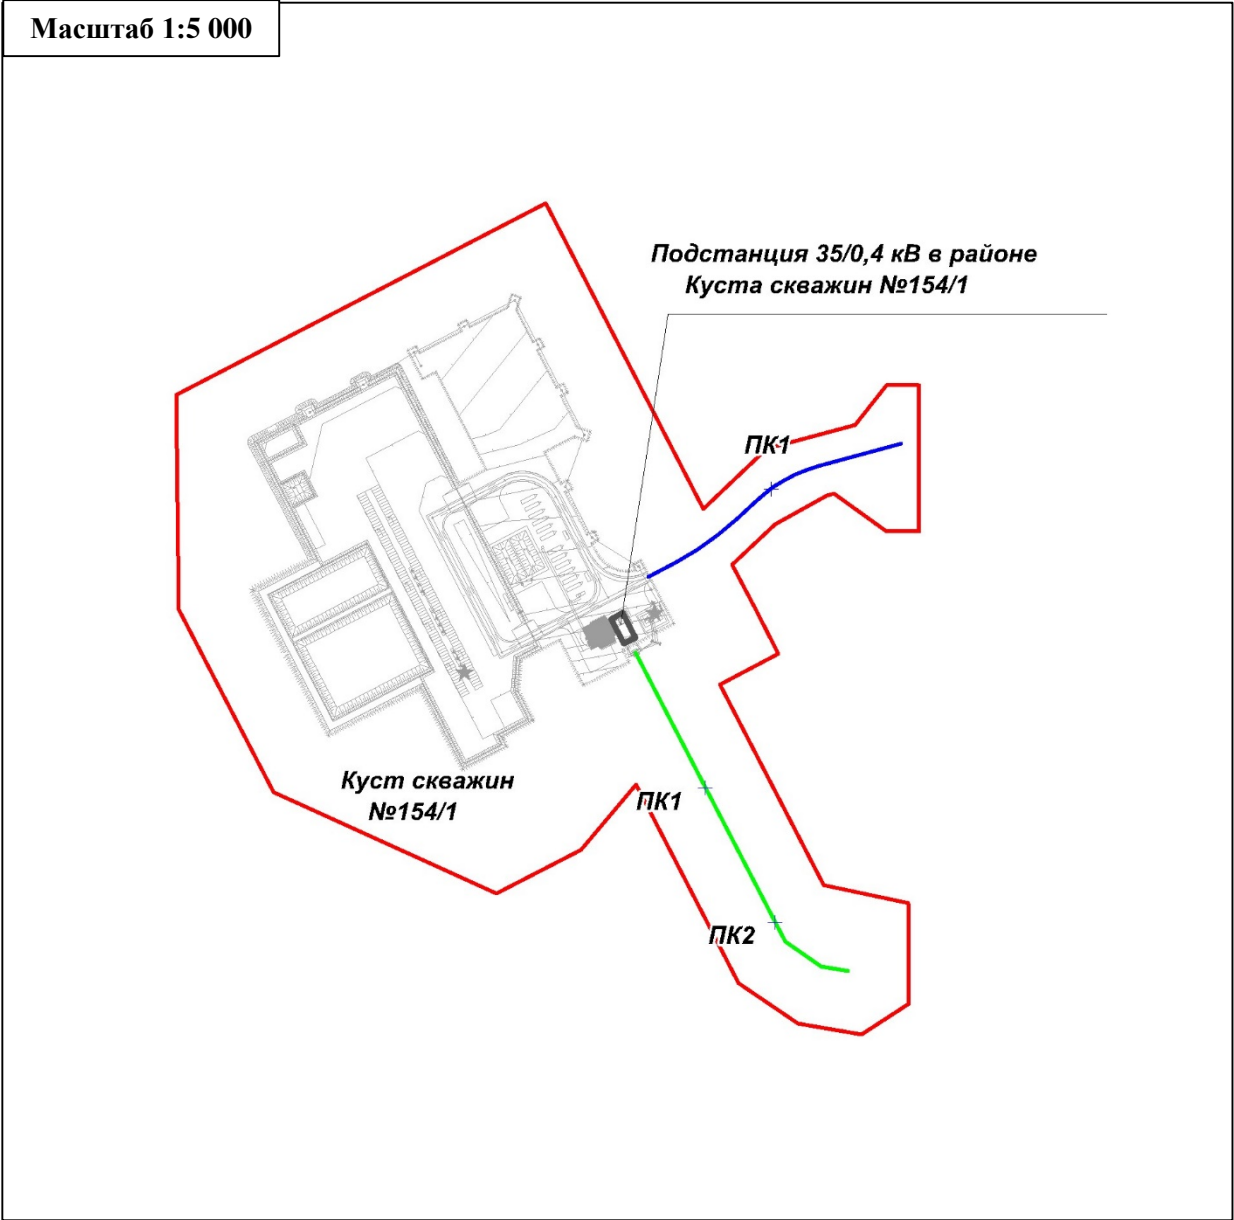 Масштаб 1:5 000
Подстанция 35/0,4 кВ в районе
Куста скважин №154/1
ПК1
Куст скважин
№154/1
ПК1
ПК2